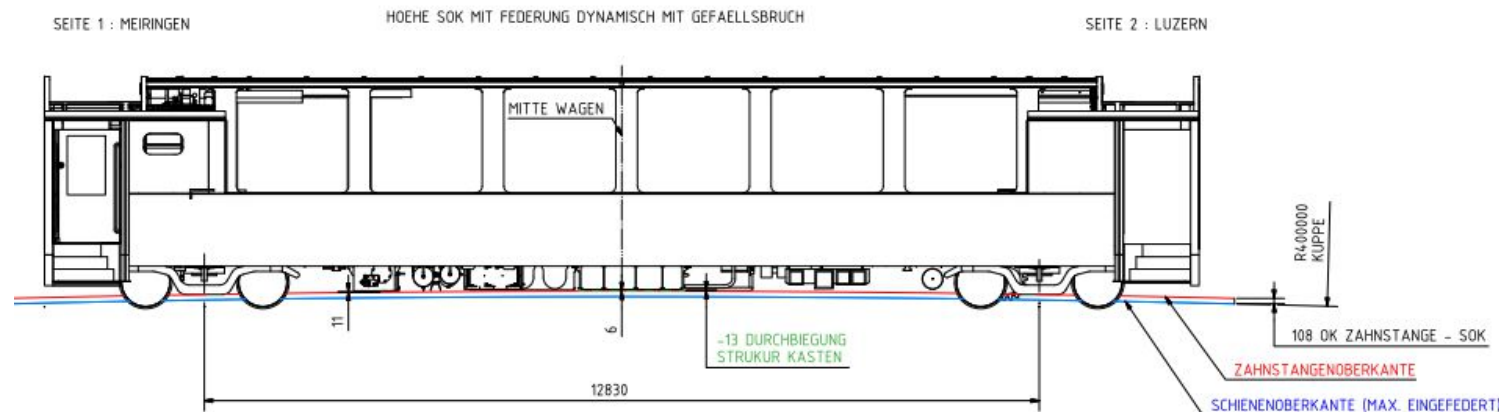 HOEHE SOK MIT FEDERUNG DYNAMISCH MIT GEFAELLSBRUCH
SEITE 1 : MEIRINGEN
SEITE 2 : LUZERN
MITTE WAGEN
R400000
KUPPE
11
6
-13 DURCHBIEGUNG
STRUKUR KASTEN
108 OK ZAHNSTANGE - SOK
ZAHNSTANGENOBERKANTE
12830
SCHIENENOBERKANTE (MAX. EINGEFEDERT)